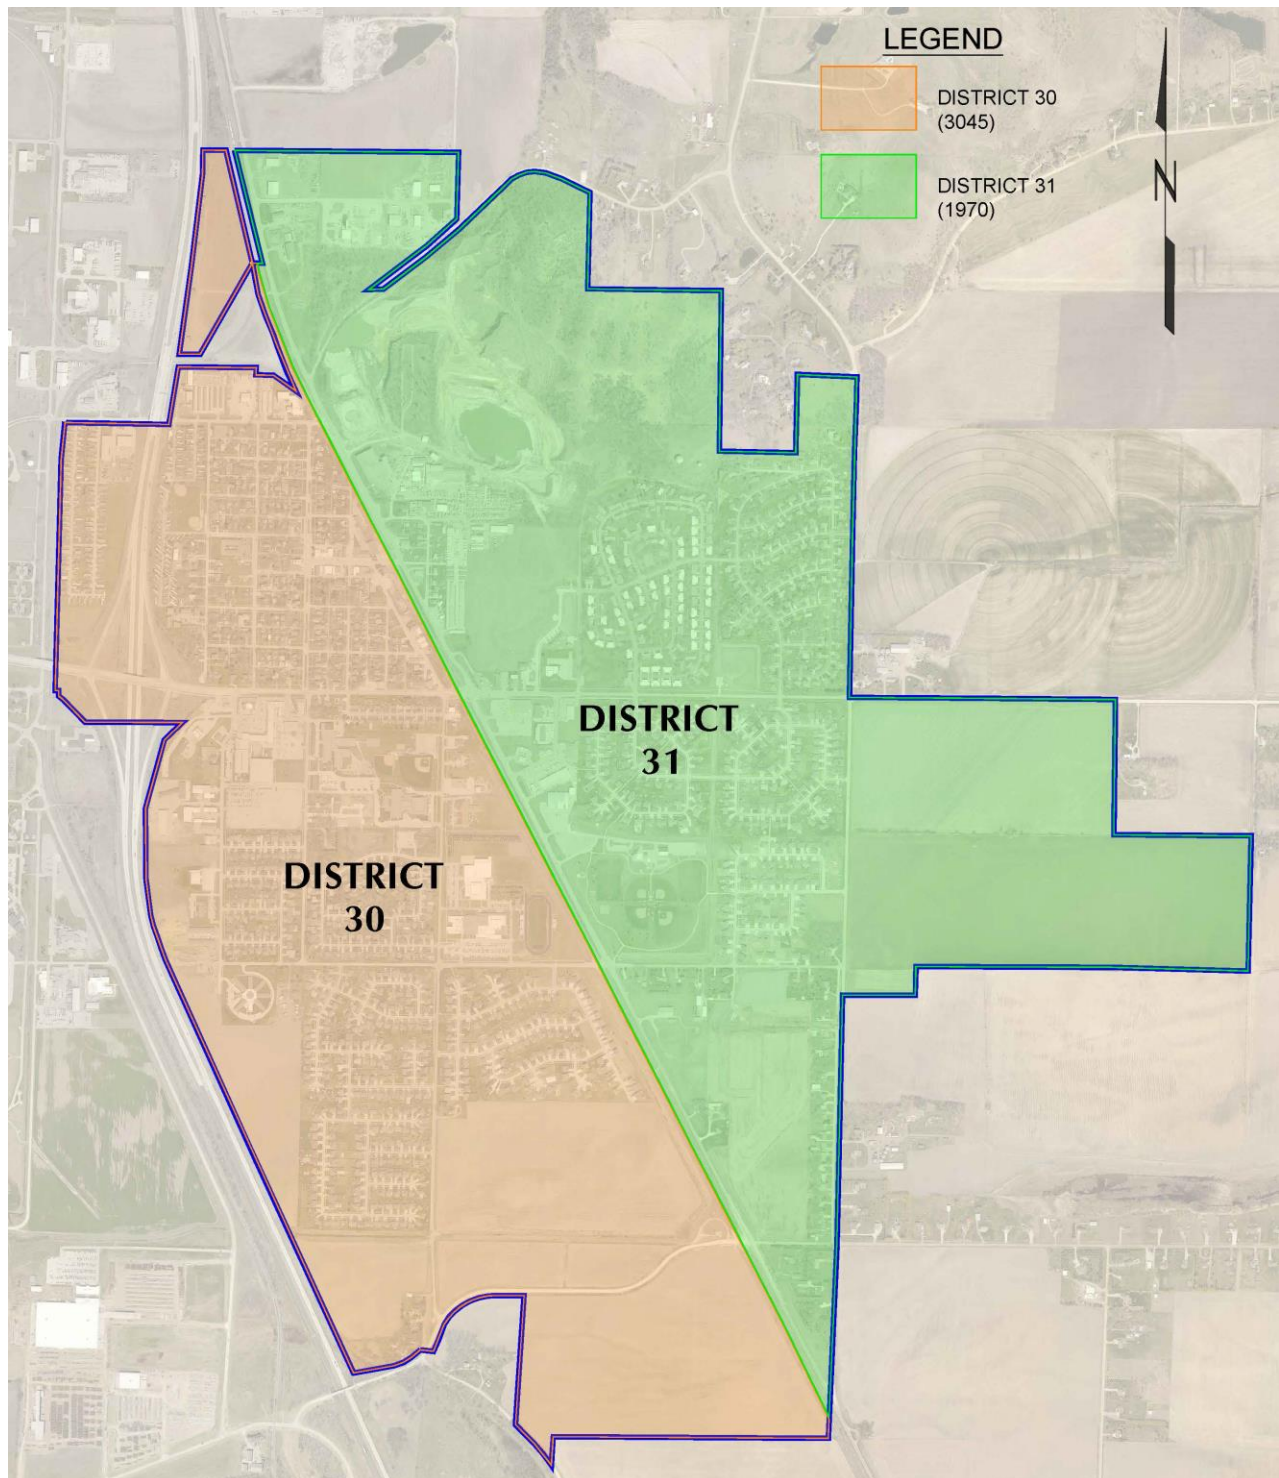 LEGEND
DISTRICT 30
(3045)
DISTRICT 31
(1970)
N
DISTRICT
31
DISTRICT
30